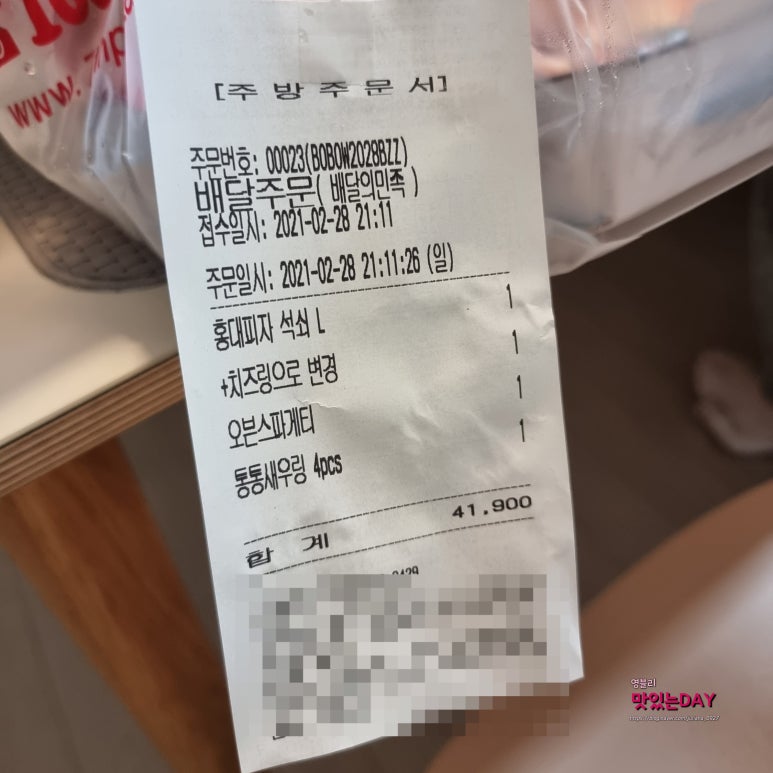 www.
[주 방 주 문 서]
주문번호: 00023(B0BOW2028BZZ)
배달주문( 배달의민족 )
접수일시: 2021-02-28 21:11
주문일시: 2021-02-28 21:11:26 (일)
홍대피자 석쇠 L 1
+치즈링으로 변경 1
오븐스파게티 1
통통새우링 4pcs 1
합 계 41,900
영블리
맛있는DAY